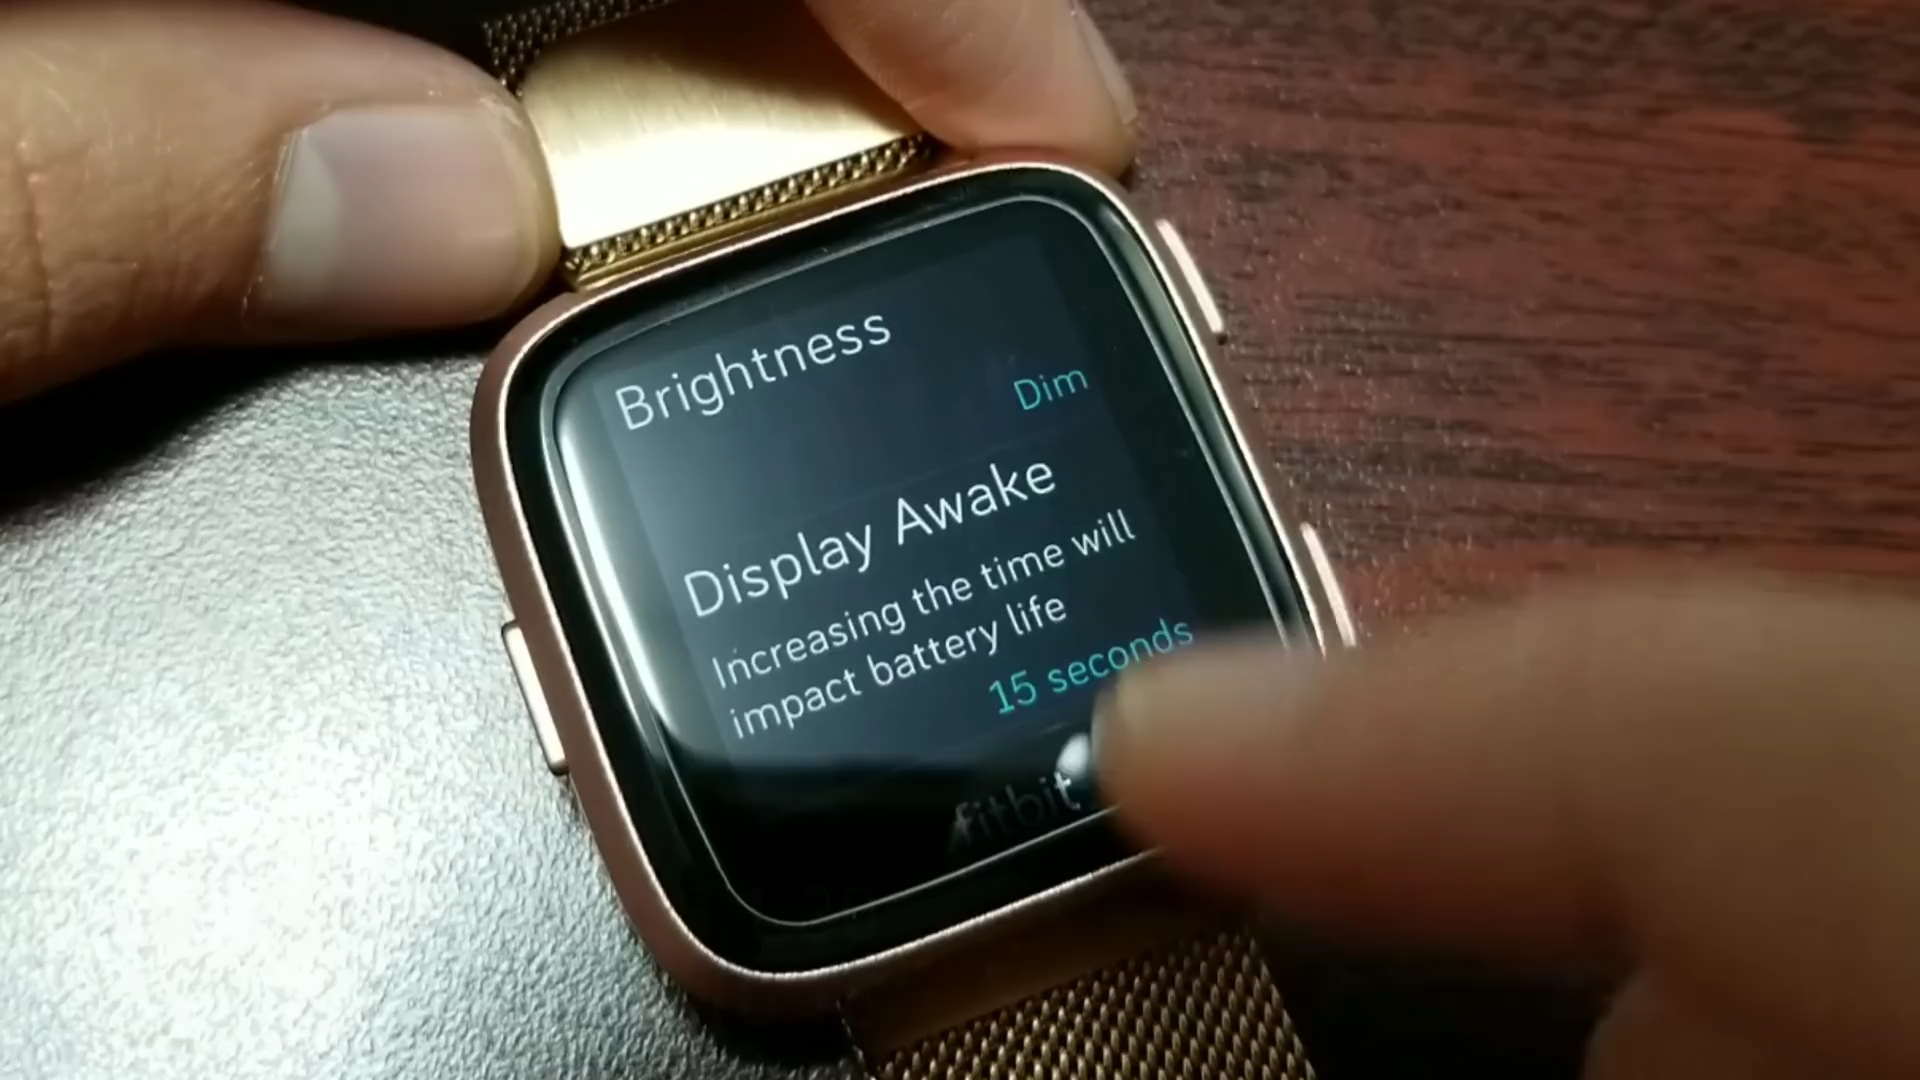 Brightness
Dim
Display Awake
Increasing the time will
impact battery life
15 seconds
fitbit